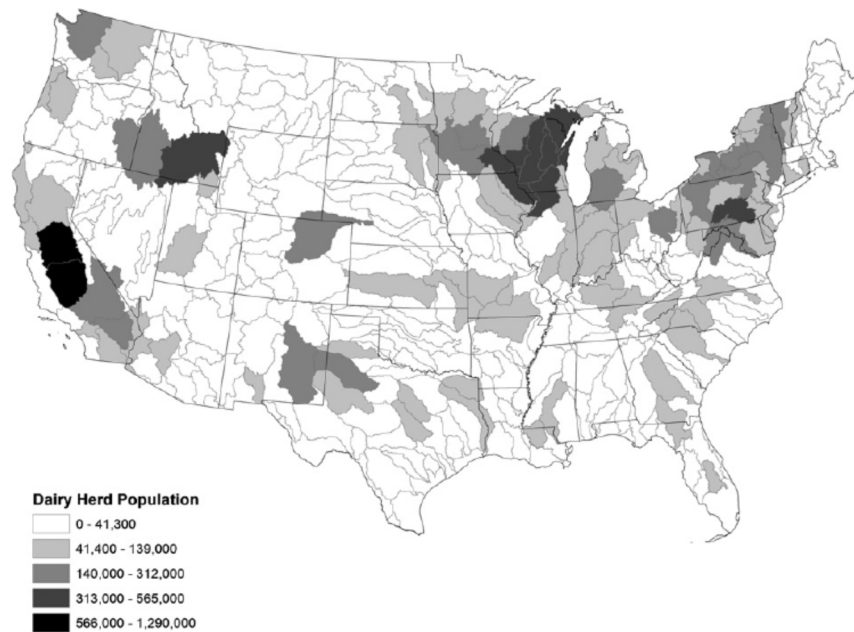 Dairy Herd Population
0 - 41,300
41,400 - 139,000
140,000 - 312,000
313,000 - 565,000
566,000 - 1,290,000